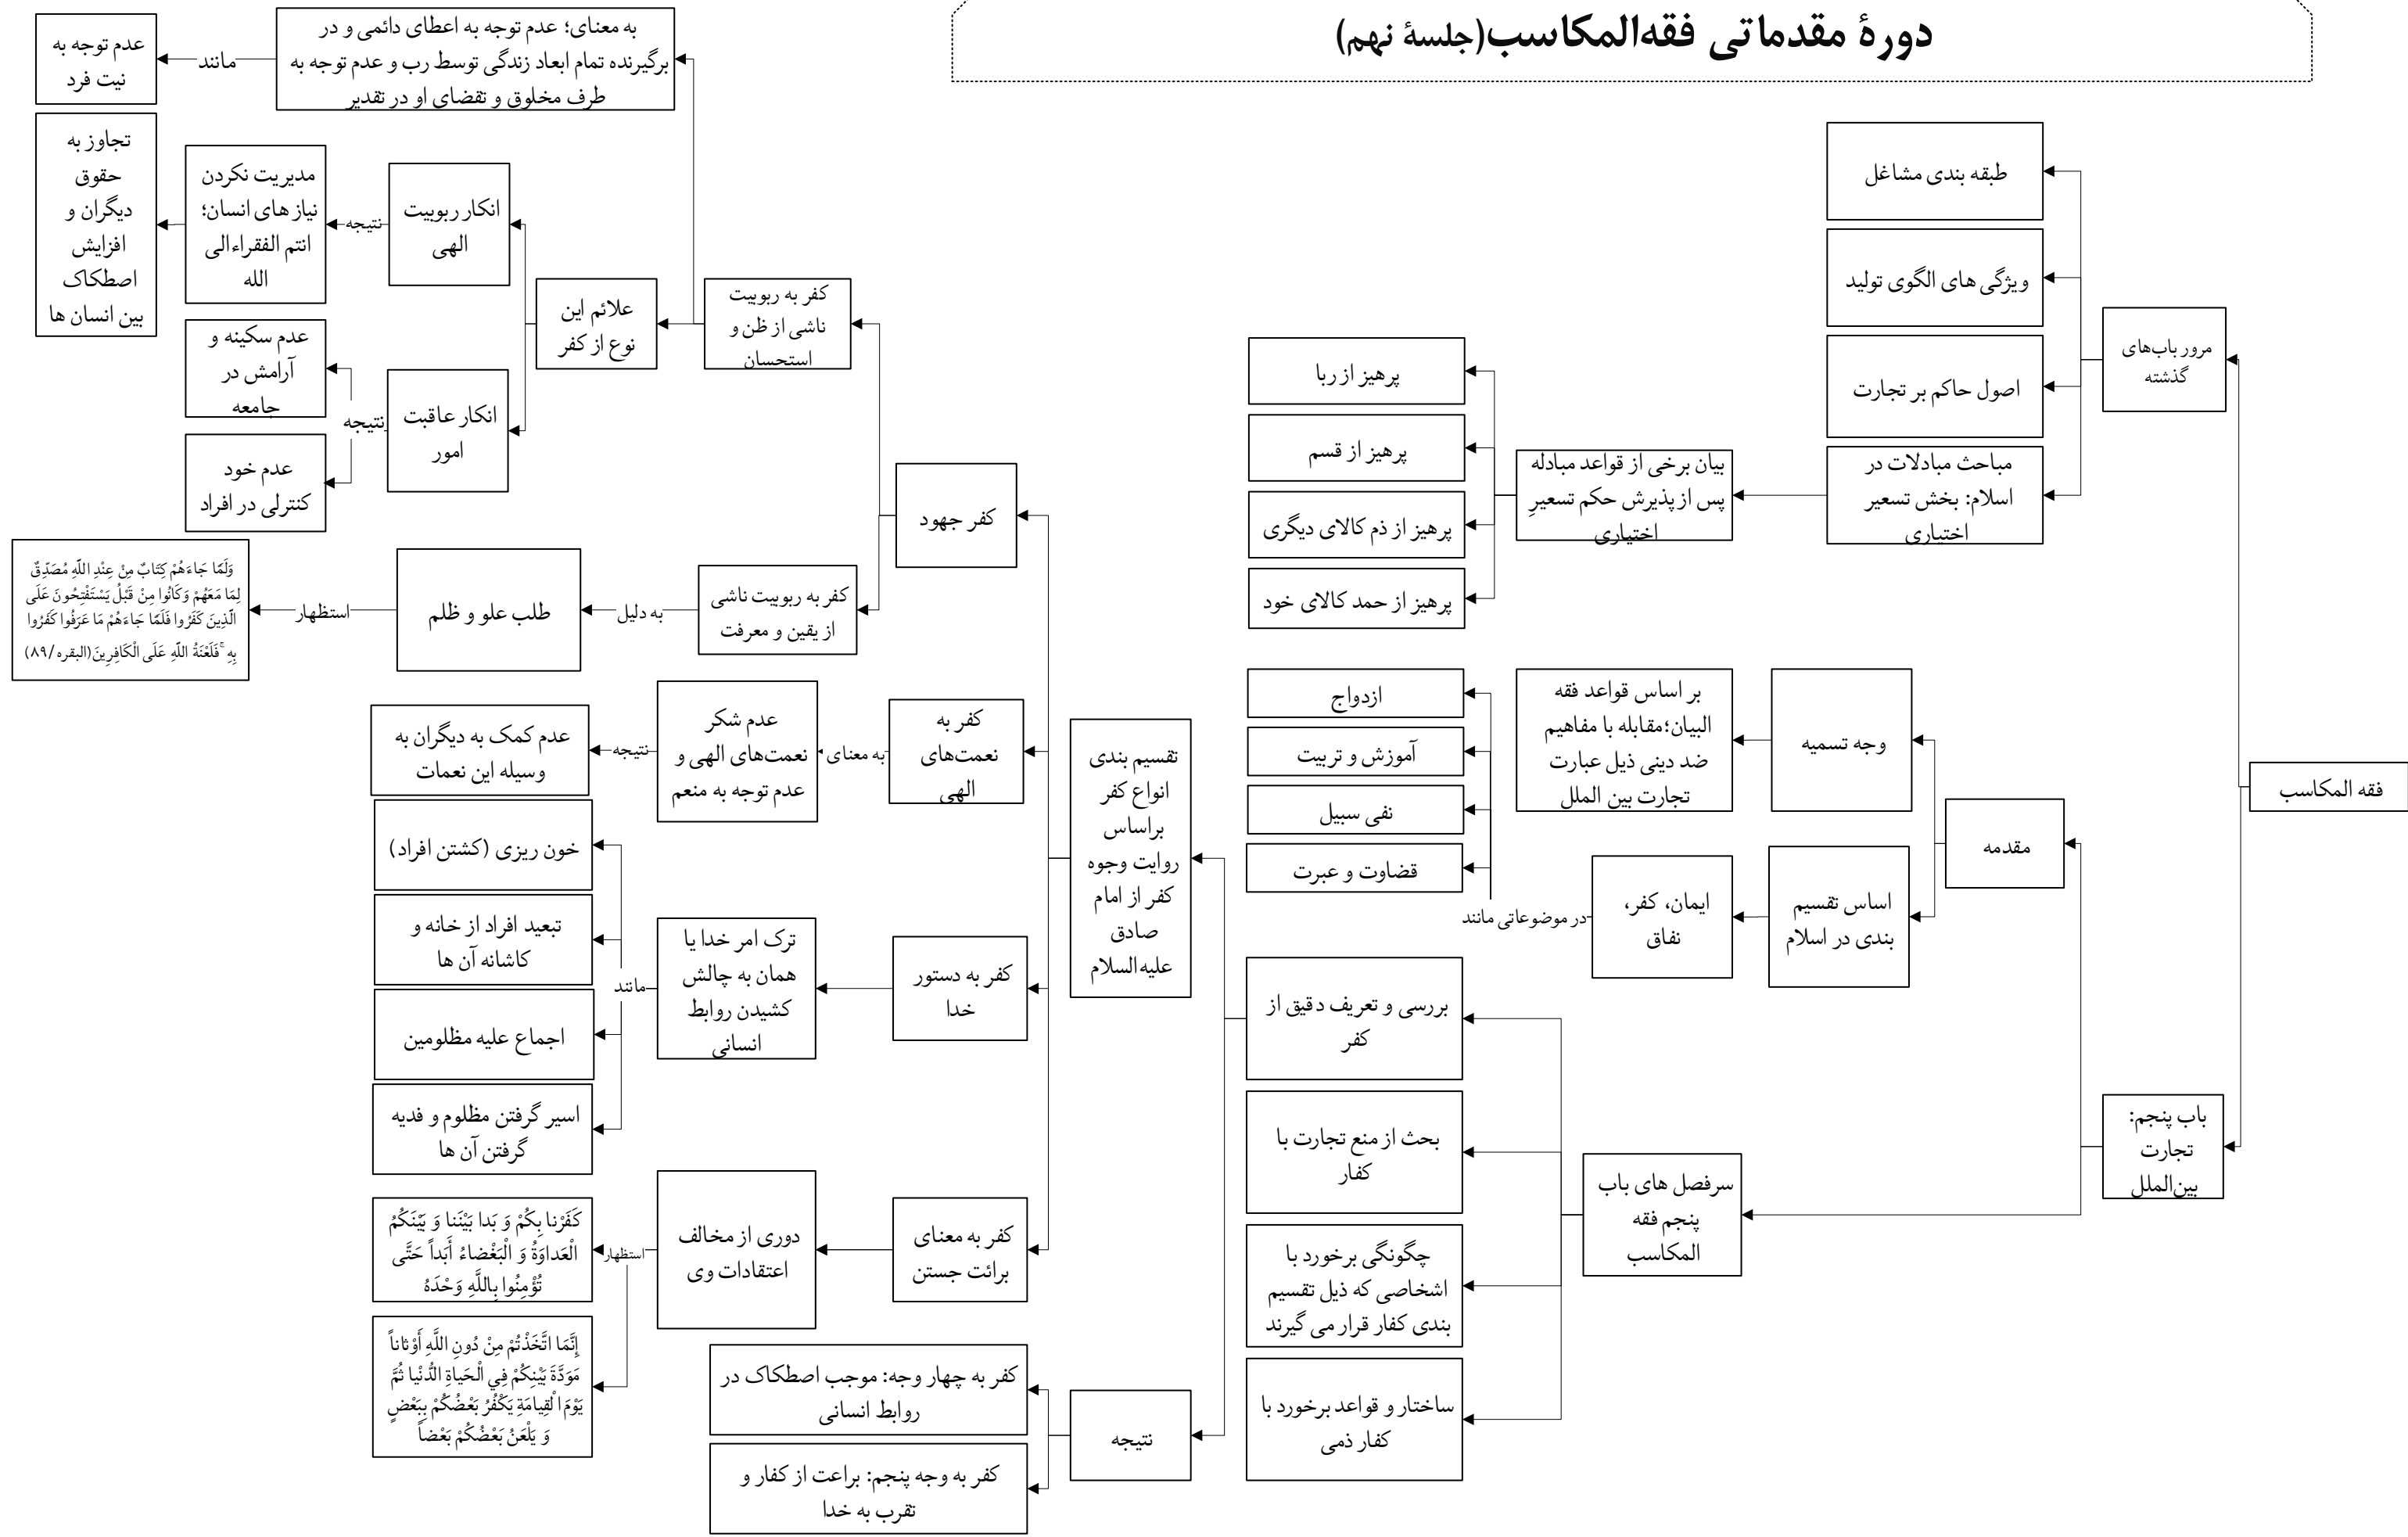 دورهٔ مقدماتی فقه‌المکاسب(جلسهٔ نهم)
فقه المکاسب
مرور باب‌های
گذشته
طبقه بندی مشاغل
ویژگی های الگوی تولید
اصول حاکم بر تجارت
مباحث مبادلات در
اسلام: بخش تسعیر
اختیاری
بیان برخی از قواعد مبادله
پس از پذیرش حکم تسعیرِ
اختیاری
پرهیز از ربا
پرهیز از قسم
پرهیز از ذم کالای دیگری
پرهیز از حمد کالای خود
باب پنجم:
تجارت
بین‌الملل
مقدمه
وجه تسمیه
بر اساس قواعد فقه
البیان؛مقابله با مفاهیم
ضد دینی ذیل عبارت
تجارت بین الملل
اساس تقسیم
بندی در اسلام
ایمان، کفر،
نفاق
در موضوعاتی مانند
ازدواج
آموزش و تربیت
نفی سبیل
قضاوت و عبرت
سرفصل های باب
پنجم فقه
المکاسب
بررسی و تعریف دقیق از
کفر
بحث از منع تجارت با
کفار
چگونگی برخورد با
اشخاصی که ذیل تقسیم
بندی کفار قرار می گیرند
ساختار و قواعد برخورد با
کفار ذمی
تقسیم بندی
انواع کفر
براساس
روایت وجوه
کفر از امام
صادق
علیه‌السلام
کفر جهود
کفر به ربوبیت
ناشی از ظن و
استحسان
به معنای؛ عدم توجه به اعطای دائمی و در
برگیرنده تمام ابعاد زندگی توسط رب و عدم توجه به
طرف مخلوق و تقضای او در تقدیر
مانند
عدم توجه به
نیت فرد
علائم این
نوع از کفر
انکار ربوبیت
الهی
نتیجه
مدیریت نکردن
نیاز های انسان؛
انتم الفقراءالی
الله
تجاوز به
حقوق
دیگران و
افزایش
اصطکاک
بین انسان ها
انکار عاقبت
امور
نتیجه
عدم سکینه و
آرامش در
جامعه
عدم خود
کنترلی در افراد
کفر به ربوبیت ناشی
از یقین و معرفت
به دلیل
طلب علو و ظلم
استظهار
وَلَمَّا جَاءَهُمْ كِتَابٌ مِنْ عِنْدِ اللَّهِ مُصَدِّقٌ
لِمَا مَعَهُمْ وَكَانُوا مِنْ قَبْلُ يَسْتَفْتِحُونَ عَلَى
الَّذِينَ كَفَرُوا فَلَمَّا جَاءَهُمْ مَا عَرَفُوا كَفَرُوا
بِهِ ۚ فَلَعْنَةُ اللَّهِ عَلَى الْكَافِرِينَ(البقره/۸۹)
کفر به
نعمت‌های
الهی
به معنای
عدم شکر
نعمت‌های الهی و
عدم توجه به منعم
نتیجه
عدم کمک به دیگران به
وسیله این نعمات
کفر به دستور
خدا
ترک امر خدا یا
همان به چالش
کشیدن روابط
انسانی
مانند
خون ریزی (کشتن افراد)
تبعید افراد از خانه و
کاشانه آن ها
اجماع علیه مظلومین
اسیر گرفتن مظلوم و فدیه
گرفتن آن ها
کفر به معنای
برائت جستن
دوری از مخالف
اعتقادات وی
استظهار
كَفَرْنا بِكُمْ وَ بَدا بَيْنَنا وَ بَيْنَكُمُ
الْعَداوَةُ وَ الْبَغْضاءُ أَبَداً حَتَّى
تُؤْمِنُوا بِاللَّهِ وَحْدَهُ
إِنَّمَا اتَّخَذْتُمْ مِنْ دُونِ اللَّهِ أَوْثاناً
مَوَدَّةَ بَيْنِكُمْ فِي الْحَياةِ الدُّنْيا ثُمَّ
يَوْمَ الْقِيامَةِ يَكْفُرُ بَعْضُكُمْ بِبَعْضٍ
وَ يَلْعَنُ بَعْضُكُمْ بَعْضاً
نتیجه
کفر به چهار وجه: موجب اصطکاک در
روابط انسانی
کفر به وجه پنجم: براعت از کفار و
تقرب به خدا